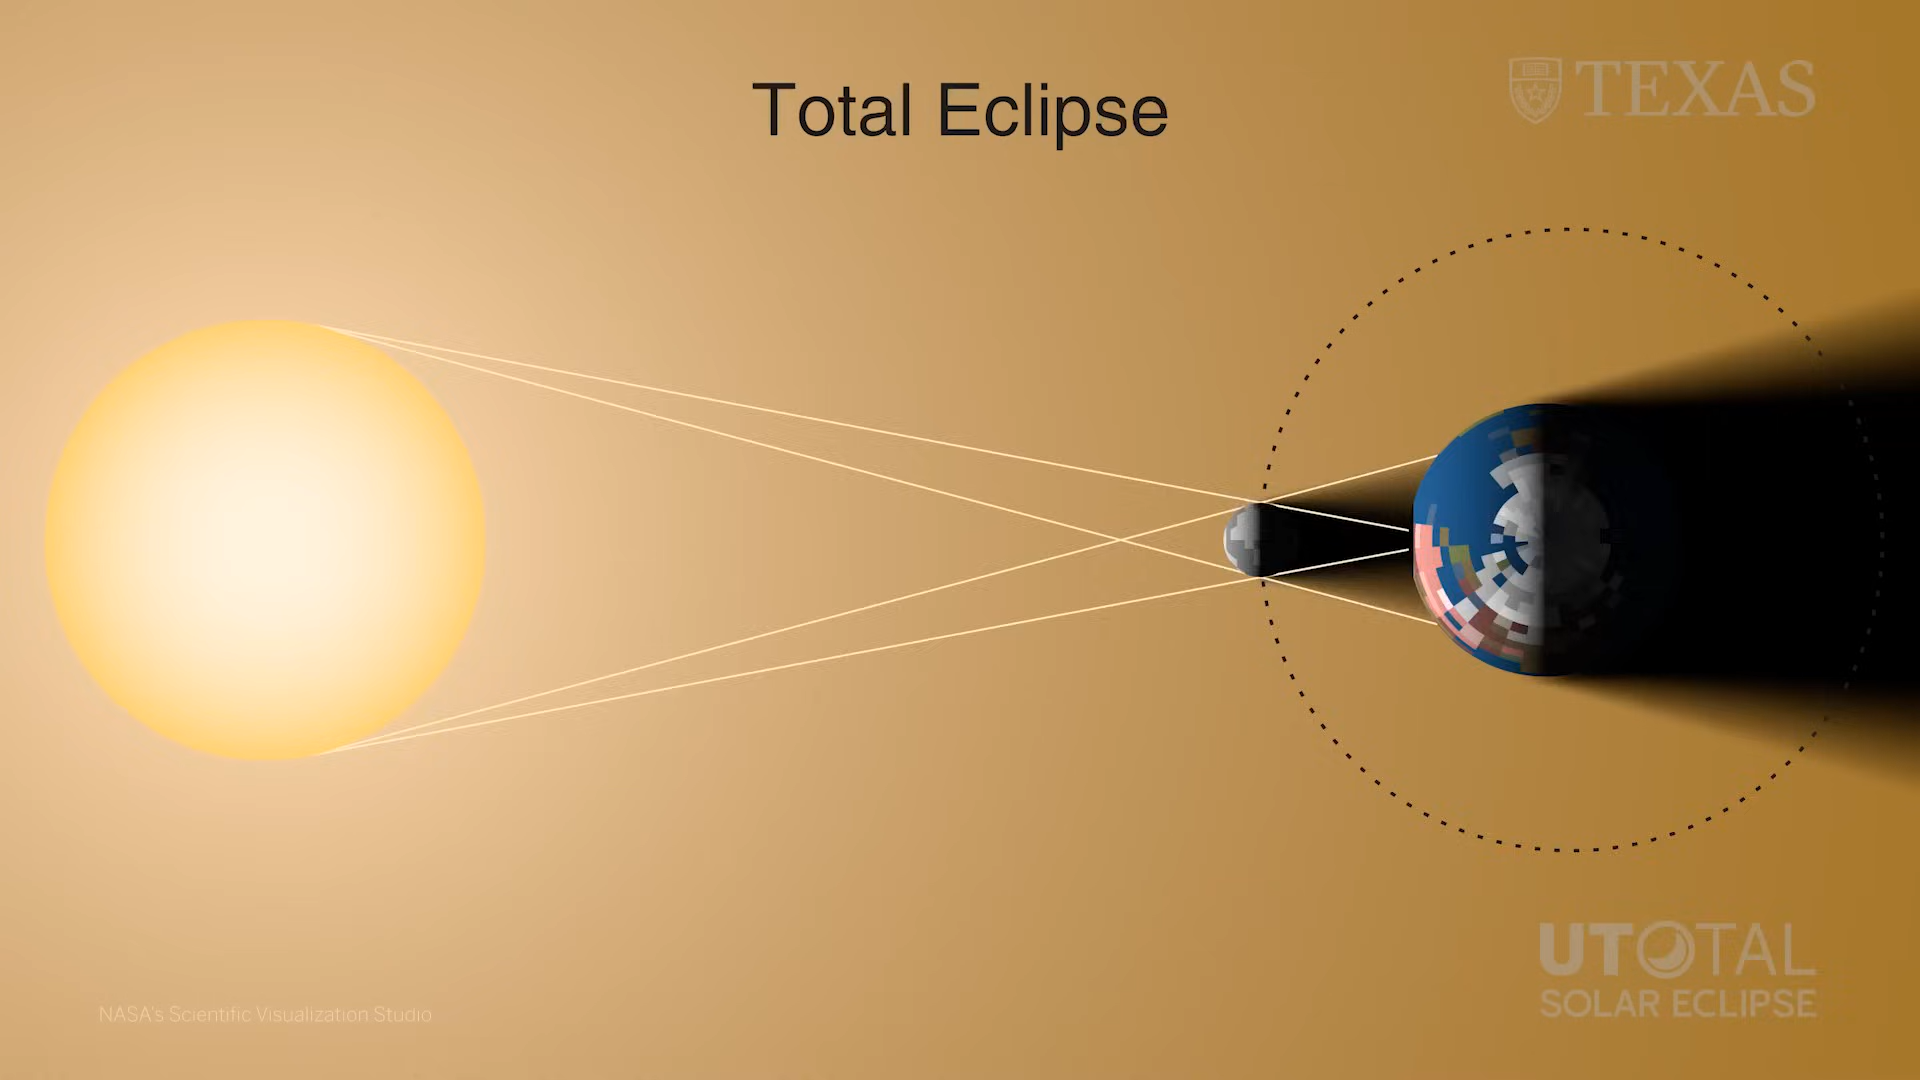 Total Eclipse
TEXAS
UTOTAL
SOLAR ECLIPSE
NASA's Scientific Visualization Studio